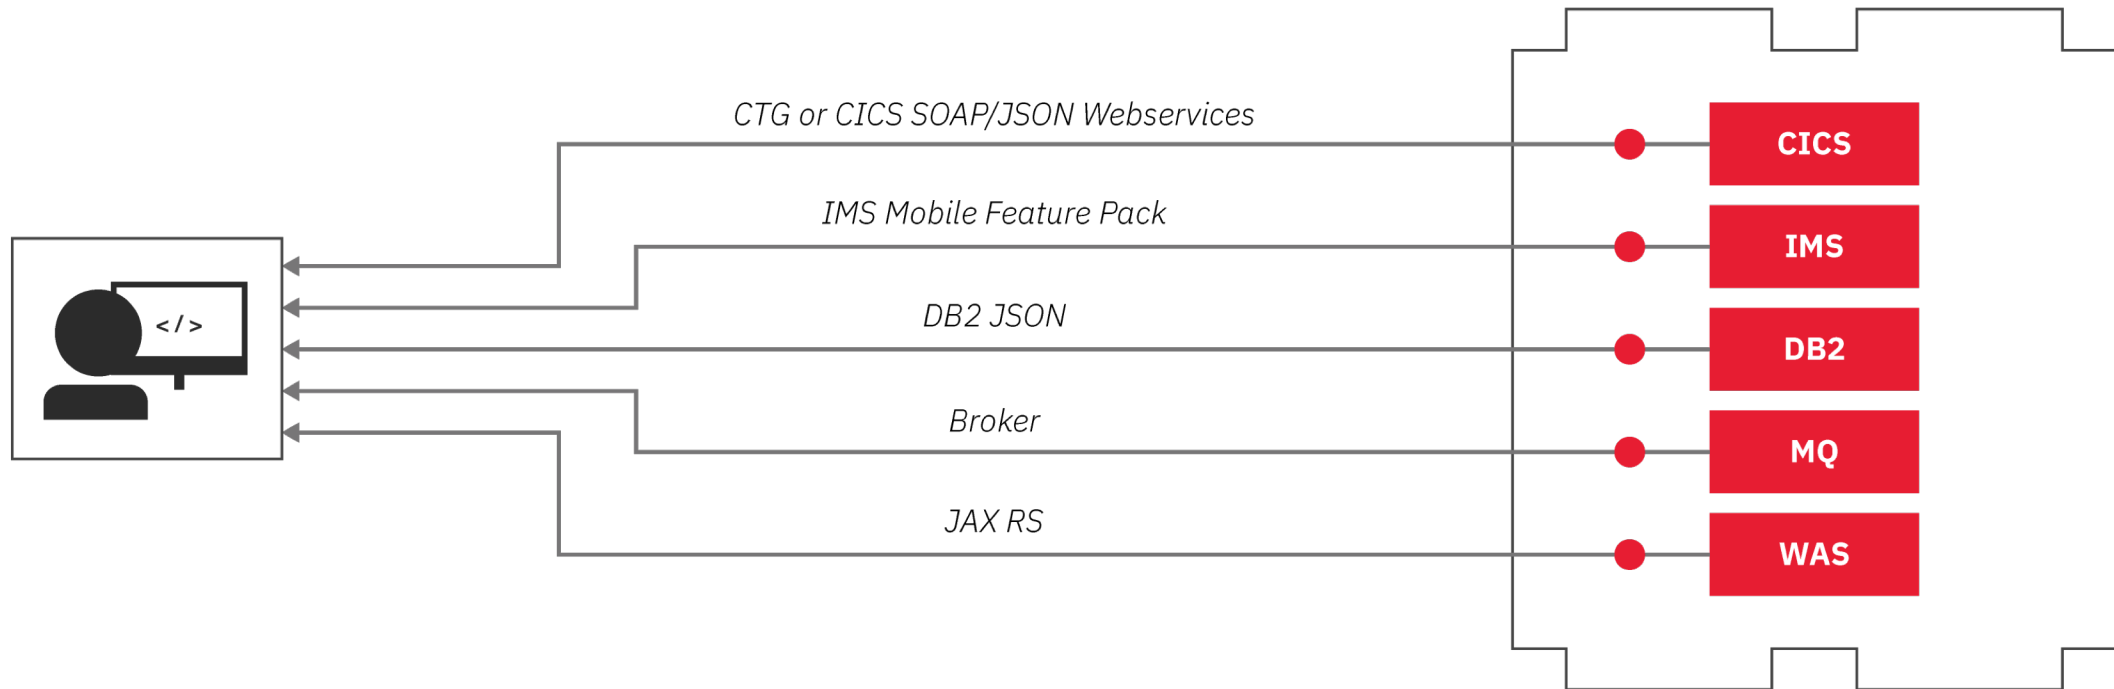 CTG or CICS SOAP/JSON Webservices
CICS
IMS Mobile Feature Pack
IMS
</>
DB2 JSON
DB2
Broker
MQ
JAX RS
WAS